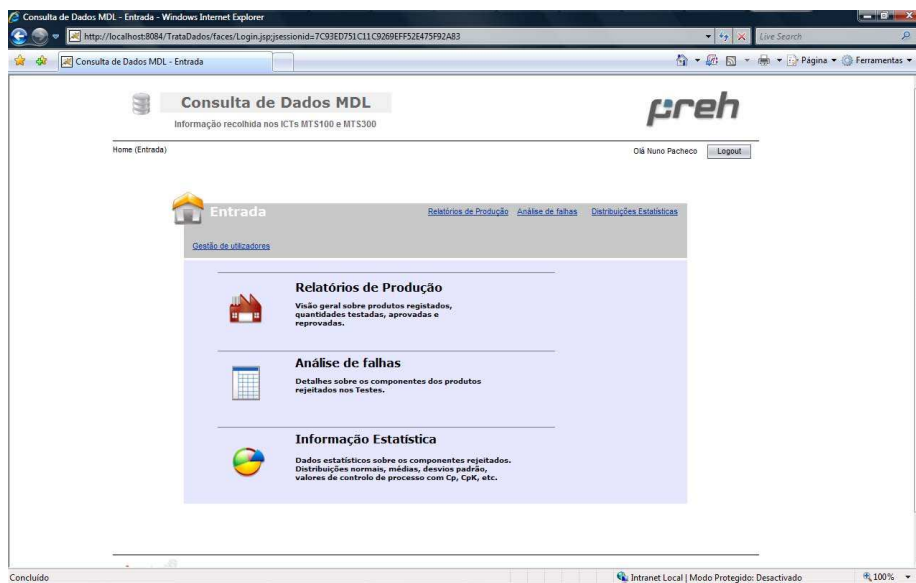 Consulta de Dados MDL - Entrada - Windows Internet Explorer
http://localhost:8084/TrataDados/faces/Login.jsp;jsessionid=7C93ED751C11C9269EFF52E475F92A83
Live Search
Consulta de Dados MDL - Entrada
Página
Ferramentas
Consulta de Dados MDL
Informação recolhida nos ICTs MTS100 e MTS300
preh
Home (Entrada)
Olá Nuno Pacheco
Logout
Entrada
Relatórios de Produção Análise de falhas Distribuições Estatísticas
Gestão de utilizadores
Relatórios de Produção
Visão geral sobre produtos registados,
quantidades testadas, aprovadas e
reprovadas.
Análise de falhas
Detalhes sobre os componentes dos produtos
rejeitados nos Testes.
Informação Estatística
Dados estatísticos sobre os componentes rejeitados.
Distribuições normais, médias, desvios padrão,
valores de controlo de processo com Cp, CpK, etc.
Concluído
Intranet Local | Modo Protegido: Desactivado
100%